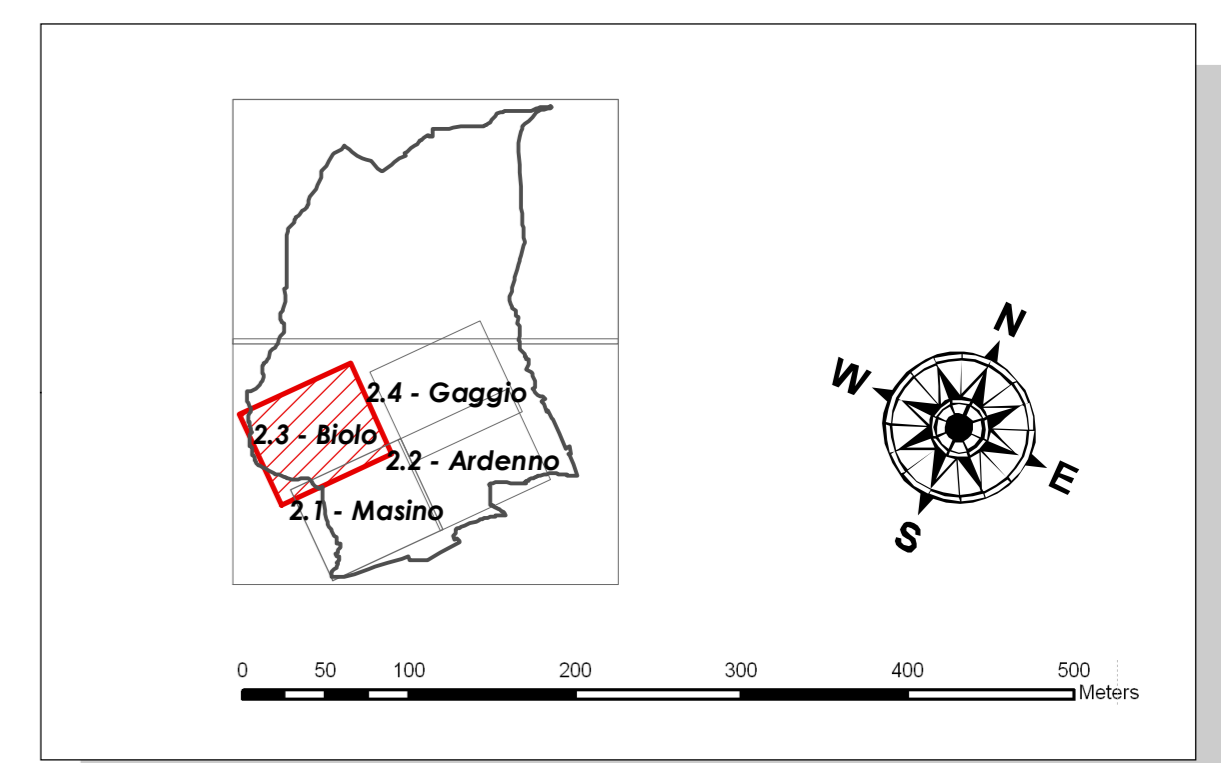 2.4 - Gaggio
2.3 - Biolo
2.2 - Ardenno
2.1 - Masino
N
W
E
S
0 50 100 200 300 400 500
Meters